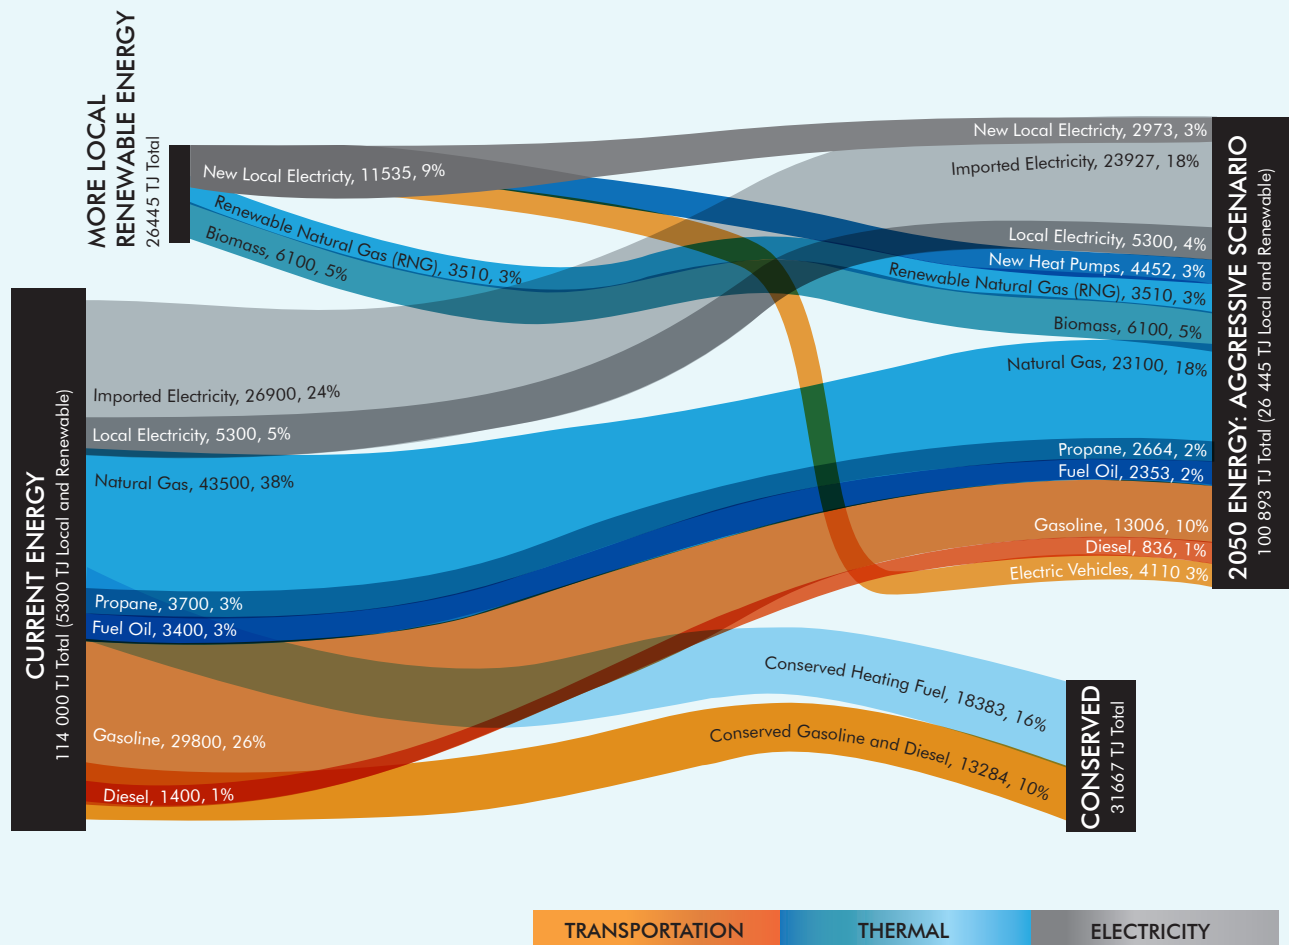 MORE LOCAL
RENEWABLE ENERGY
26445 TJ Total
New Local Electricty, 11535, 9%
Renewable Natural Gas (RNG), 3510, 3%
Biomass, 6100, 5%
CURRENT ENERGY
114 000 TJ Total (5300 TJ Local and Renewable)
Imported Electricity, 26900, 24%
Local Electricity, 5300, 5%
Natural Gas, 43500, 38%
Propane, 3700, 3%
Fuel Oil, 3400, 3%
Gasoline, 29800, 26%
Diesel, 1400, 1%
New Local Electricty, 2973, 3%
Imported Electricity, 23927, 18%
Local Electricity, 5300, 4%
New Heat Pumps, 4452, 3%
Renewable Natural Gas (RNG), 3510, 3%
Biomass, 6100, 5%
Natural Gas, 23100, 18%
Propane, 2664, 2%
Fuel Oil, 2353, 2%
Gasoline, 13006, 10%
Diesel, 836, 1%
Electric Vehicles, 4110 3%
2050 ENERGY: AGGRESSIVE SCENARIO
100 893 TJ Total (26 445 TJ Local and Renewable)
Conserved Heating Fuel, 18383, 16%
Conserved Gasoline and Diesel, 13284, 10%
CONSERVED
31667 TJ Total
TRANSPORTATION
THERMAL
ELECTRICITY